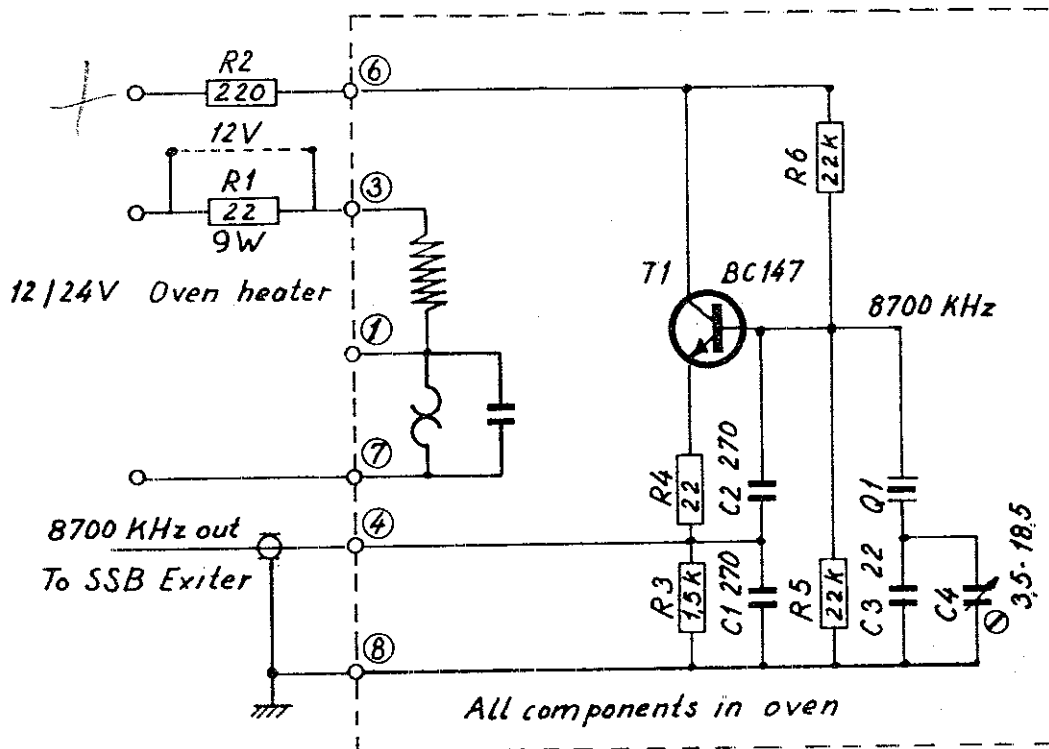 R2
220
⑥
12V
R1
22
9W
③
12/24V Oven heater
①
⑦
8700 KHz out
To SSB Exiter
④
⑧
R6
22k
T1 BC147
8700 KHz
R4
22
C2 270
Q1
R3
1,5k
C1 270
R5
22k
C3 22
C4
3,5-18,5
All components in oven